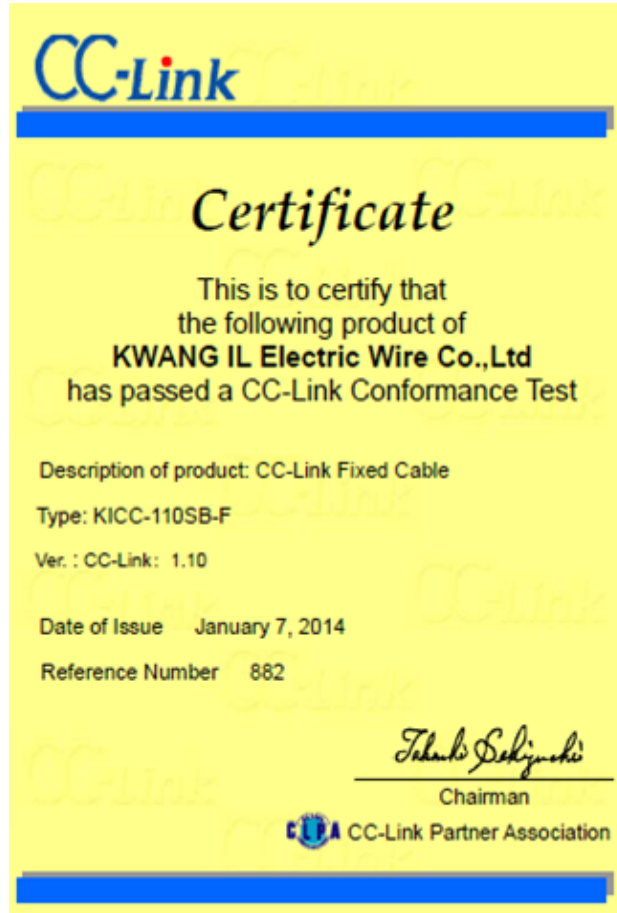 CC-Link
Certificate
This is to certify that
the following product of
KWANG IL Electric Wire Co.,Ltd
has passed a CC-Link Conformance Test
Description of product: CC-Link Fixed Cable
Type: KICC-110SB-F
Ver. : CC-Link: 1.10
Date of Issue January 7, 2014
Reference Number 882
Chairman
CLPA CC-Link Partner Association